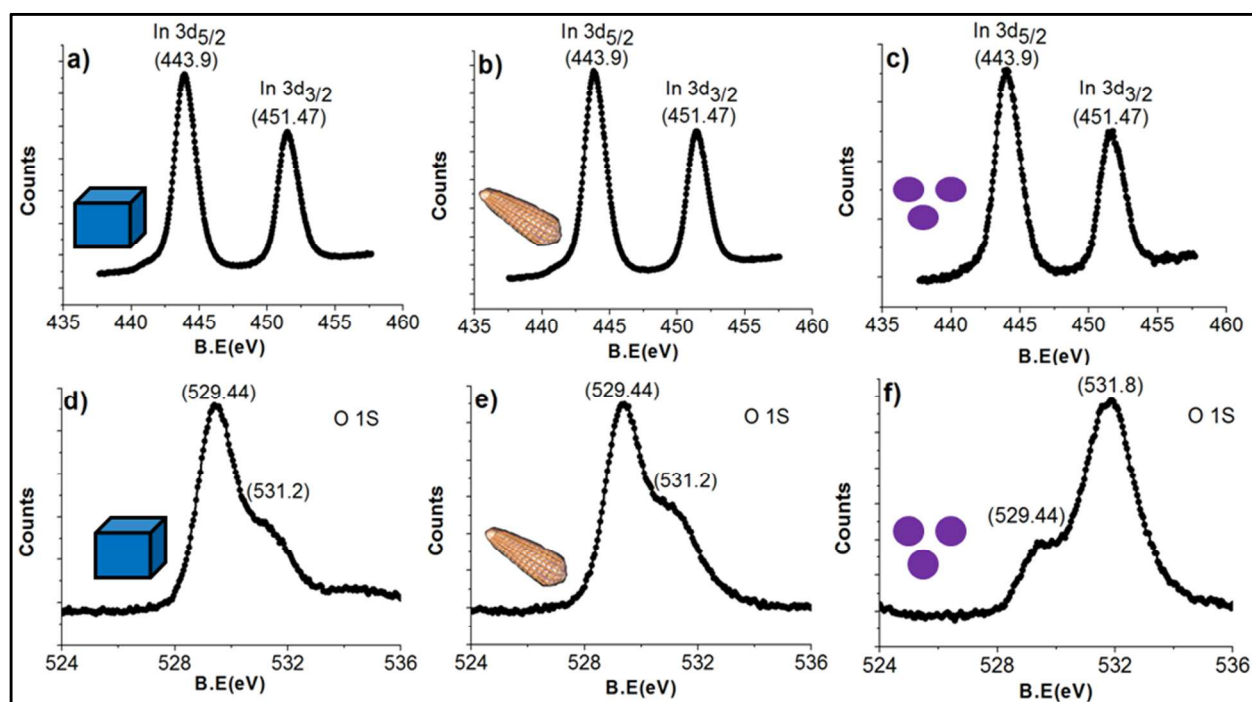 a)
In 3d5/2
(443.9)
In 3d3/2
(451.47)
Counts
435 440 445 450 455 460
B.E(eV)
b)
In 3d5/2
(443.9)
In 3d3/2
(451.47)
Counts
435 440 445 450 455 460
B.E(eV)
c)
In 3d5/2
(443.9)
In 3d3/2
(451.47)
Counts
435 440 445 450 455 460
B.E(eV)
d)
(529.44)
O 1S
(531.2)
Counts
524 528 532 536
B.E(eV)
e)
(529.44)
O 1S
(531.2)
Counts
524 528 532 536
B.E(eV)
f)
(531.8)
O 1S
(529.44)
Counts
524 528 532 536
B.E(eV)